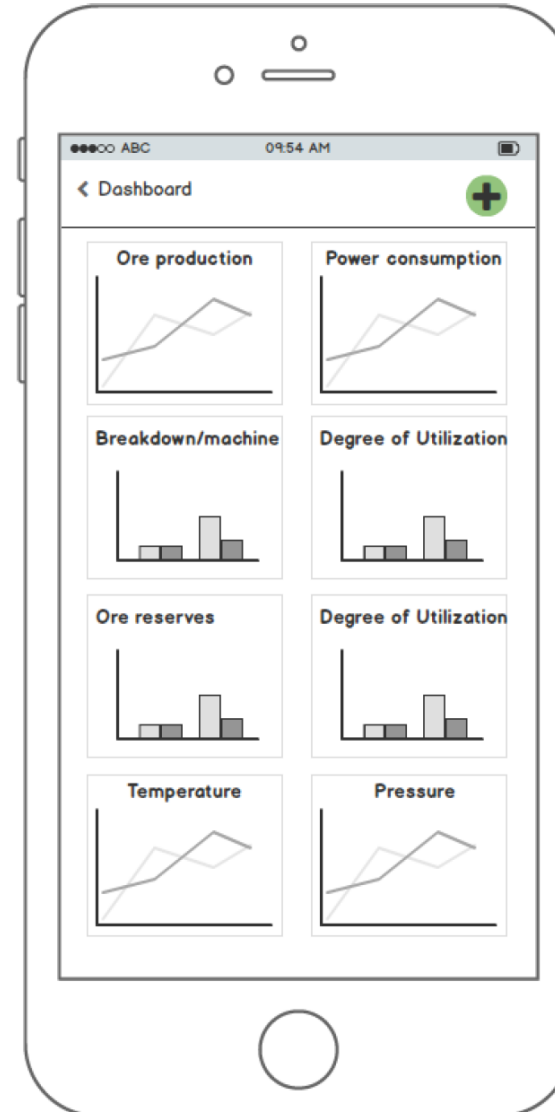 ABC 09:54 AM
Dashboard
Ore production Power consumption
Breakdown/machine Degree of Utilization
Ore reserves Degree of Utilization
Temperature Pressure